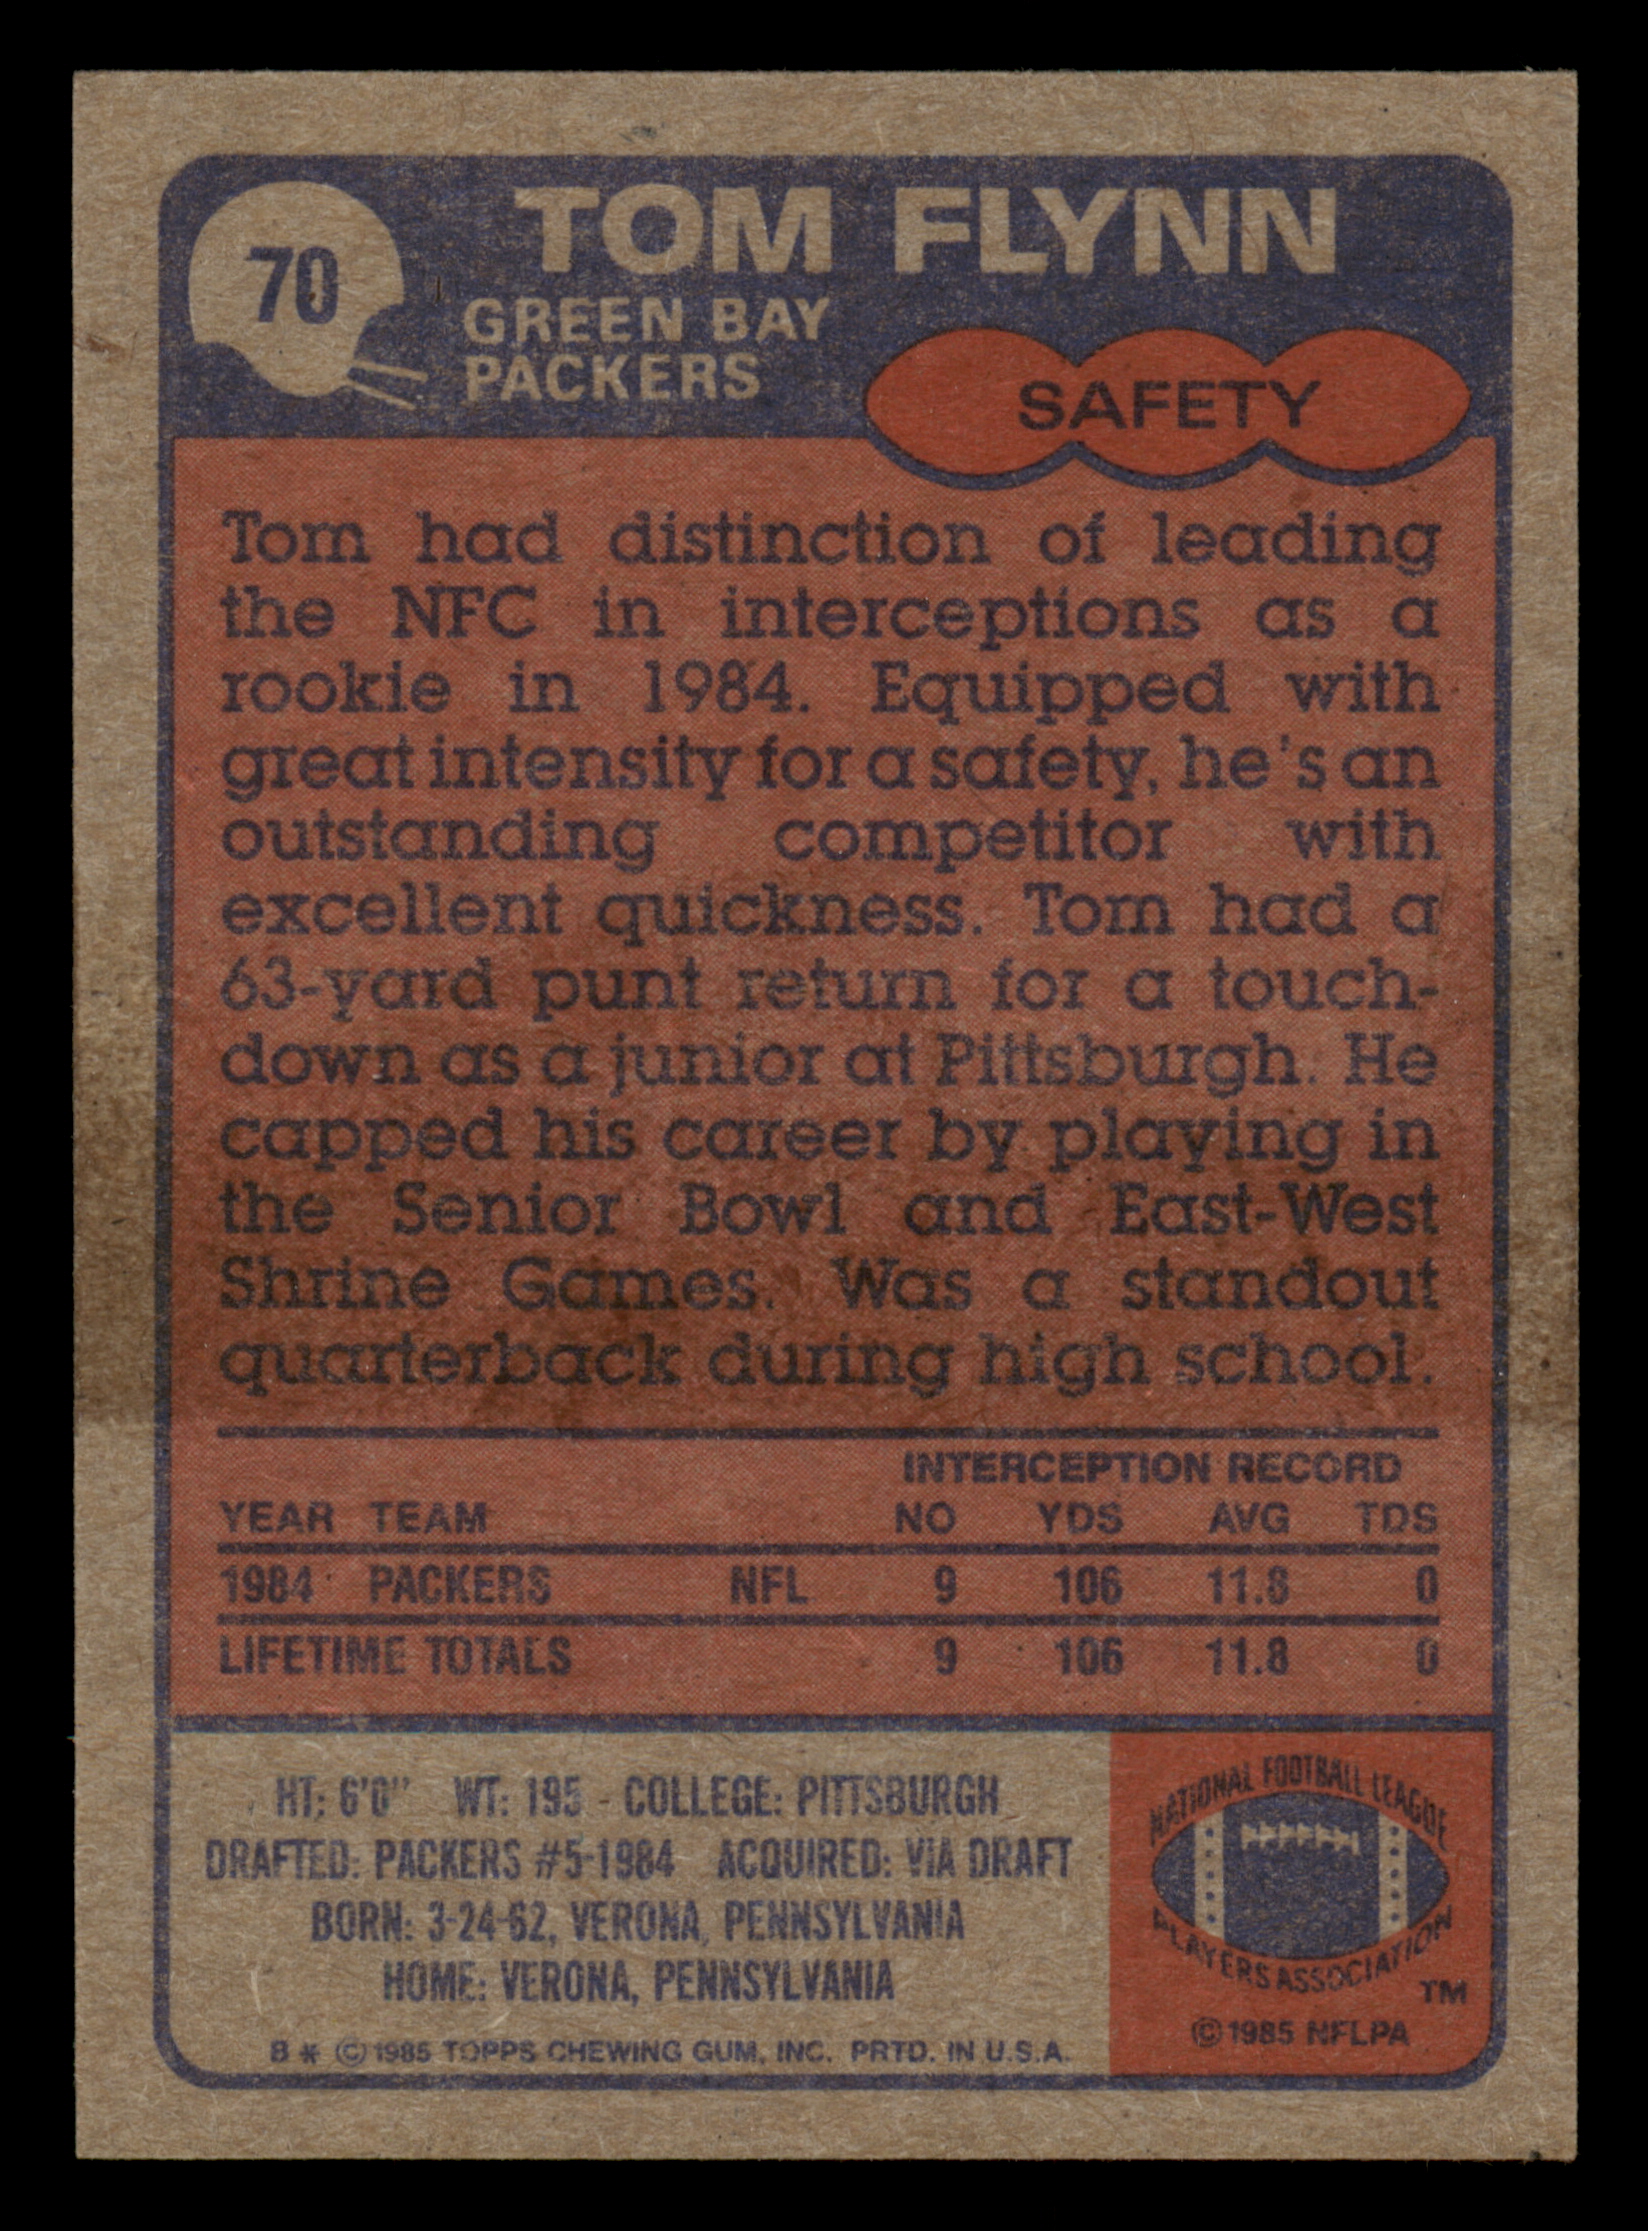 70
TOM FLYNN
GREEN BAY
PACKERS
SAFETY
Tom had distinction of leading
the NFC in interceptions as a
rookie in 1984. Equipped with
great intensity for a safety, he's an
outstanding competitor with
excellent quickness. Tom had a
63-yard punt return for a touch-
down as a junior at Pittsburgh. He
capped his career by playing in
the Senior Bowl and East-West
Shrine Games. Was a standout
quarterback during high school.
INTERCEPTION RECORD
YEAR TEAM NO YDS AVG TDS
1984 PACKERS NFL 9 106 11.8 0
LIFETIME TOTALS 9 106 11.8 0
HT: 6'0" WT: 195 - COLLEGE: PITTSBURGH
DRAFTED: PACKERS #5-1984 ACQUIRED: VIA DRAFT
BORN: 3-24-62, VERONA, PENNSYLVANIA
HOME: VERONA, PENNSYLVANIA
B * © 1985 TOPPS CHEWING GUM, INC. PRTD. IN U.S.A.
NATIONAL FOOTBALL LEAGUE
PLAYERS ASSOCIATION
TM
© 1985 NFLPA